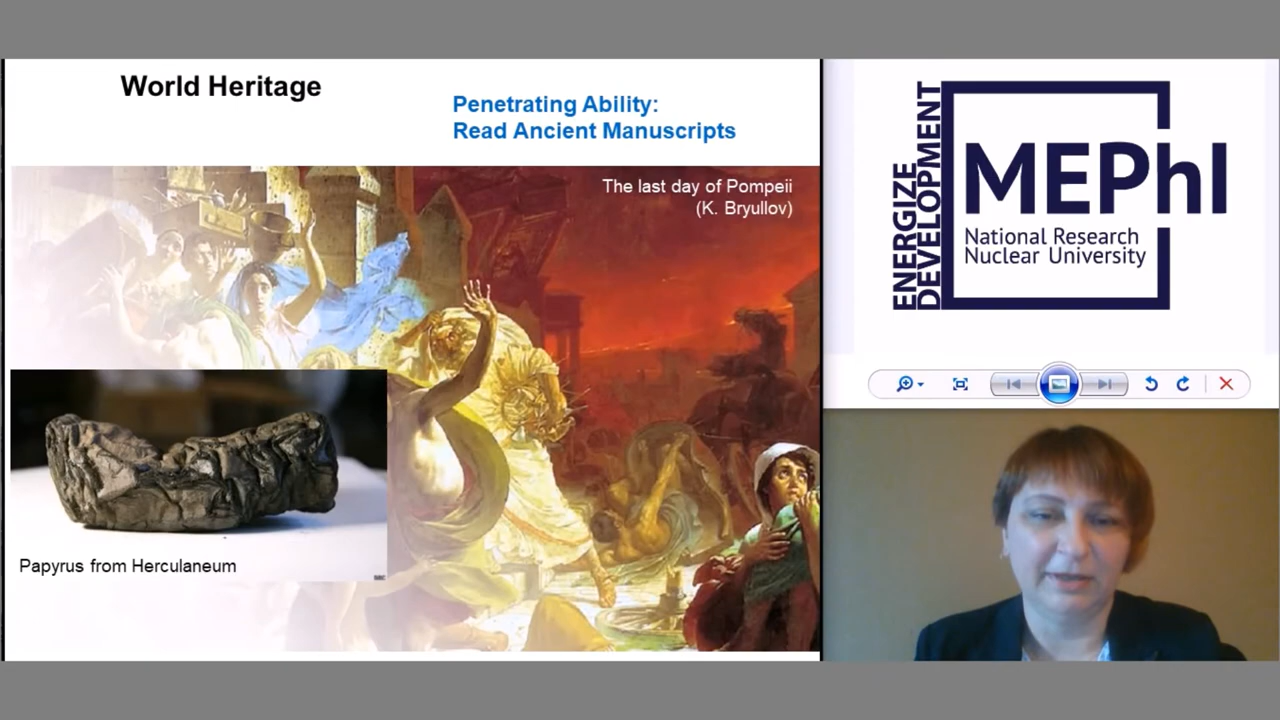 World Heritage
Penetrating Ability:
Read Ancient Manuscripts
The last day of Pompeii
(K. Bryullov)
Papyrus from Herculaneum
ENERGIZE
DEVELOPMENT
MEPhI
National Research
Nuclear University